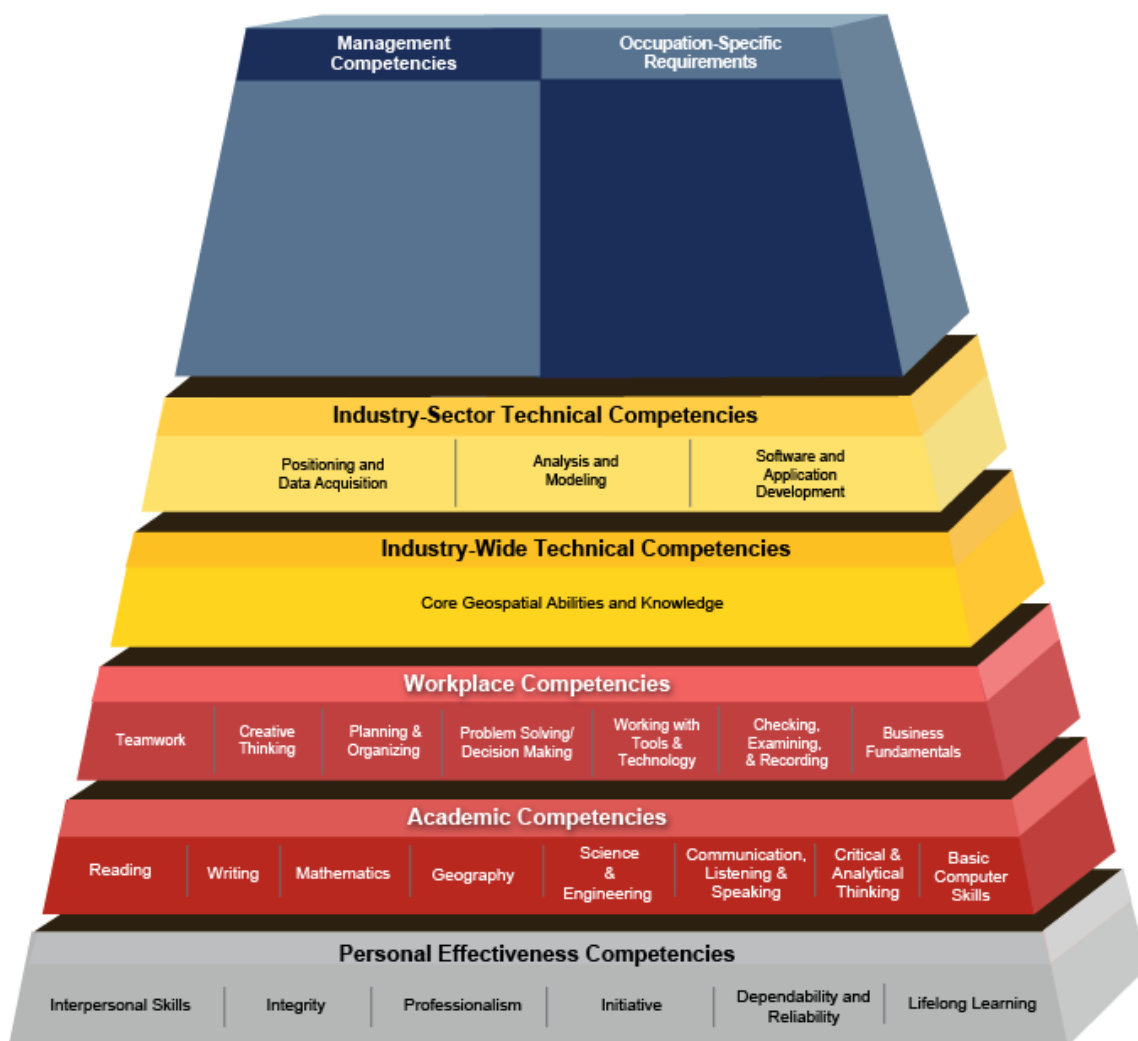 Management
Competencies
Occupation-Specific
Requirements
Industry-Sector Technical Competencies
Positioning and
Data Acquisition
Analysis and
Modeling
Software and
Application
Development
Industry-Wide Technical Competencies
Core Geospatial Abilities and Knowledge
Workplace Competencies
Teamwork
Creative
Thinking
Planning &
Organizing
Problem Solving/
Decision Making
Working with
Tools &
Technology
Checking,
Examining,
& Recording
Business
Fundamentals
Academic Competencies
Reading
Writing
Mathematics
Geography
Science
&
Engineering
Communication,
Listening &
Speaking
Critical &
Analytical
Thinking
Basic
Computer
Skills
Personal Effectiveness Competencies
Interpersonal Skills
Integrity
Professionalism
Initiative
Dependability and
Reliability
Lifelong Learning